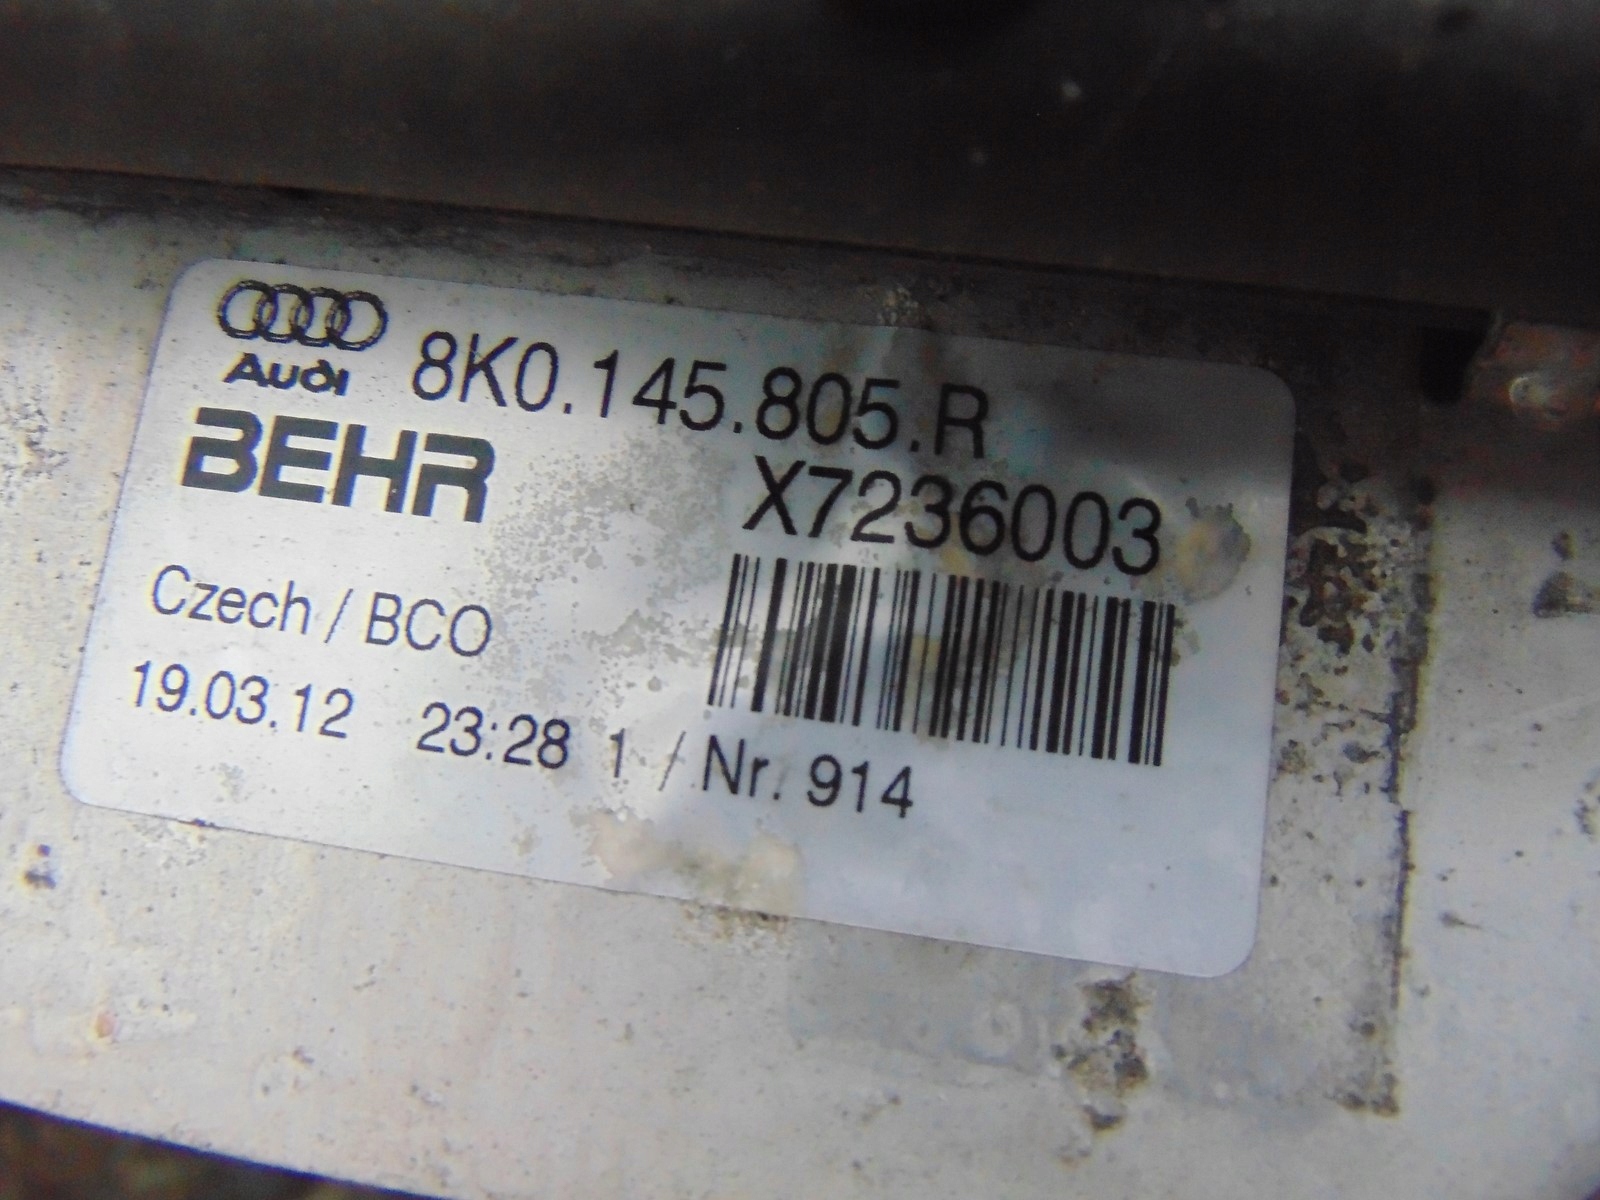 Audi 8K0.145.805.R
BEHR X7236003
Czech / BCO
19.03.12 23:28 1 / Nr. 914